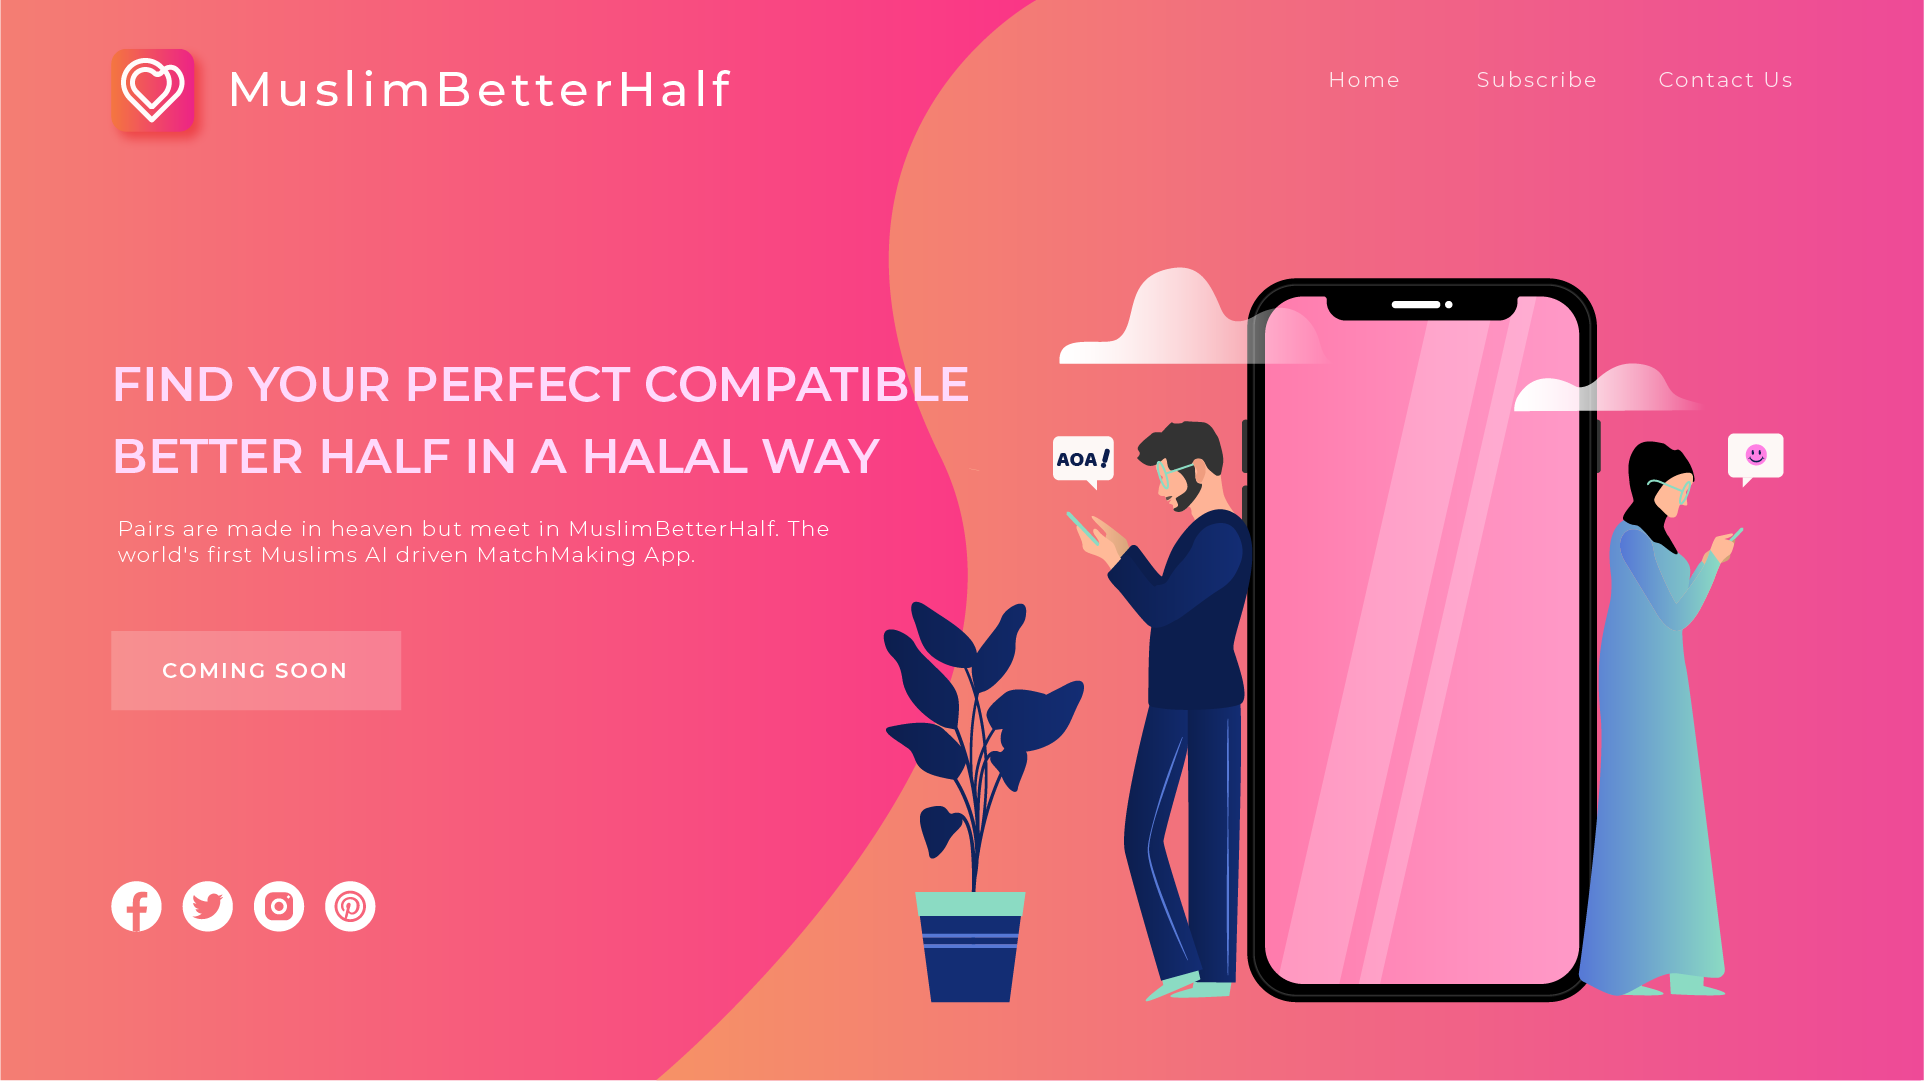 MuslimBetterHalf
Home
Subscribe
Contact Us
FIND YOUR PERFECT COMPATIBLE
BETTER HALF IN A HALAL WAY
AOA!
Pairs are made in heaven but meet in MuslimBetterHalf. The
world's first Muslims AI driven MatchMaking App.
COMING SOON